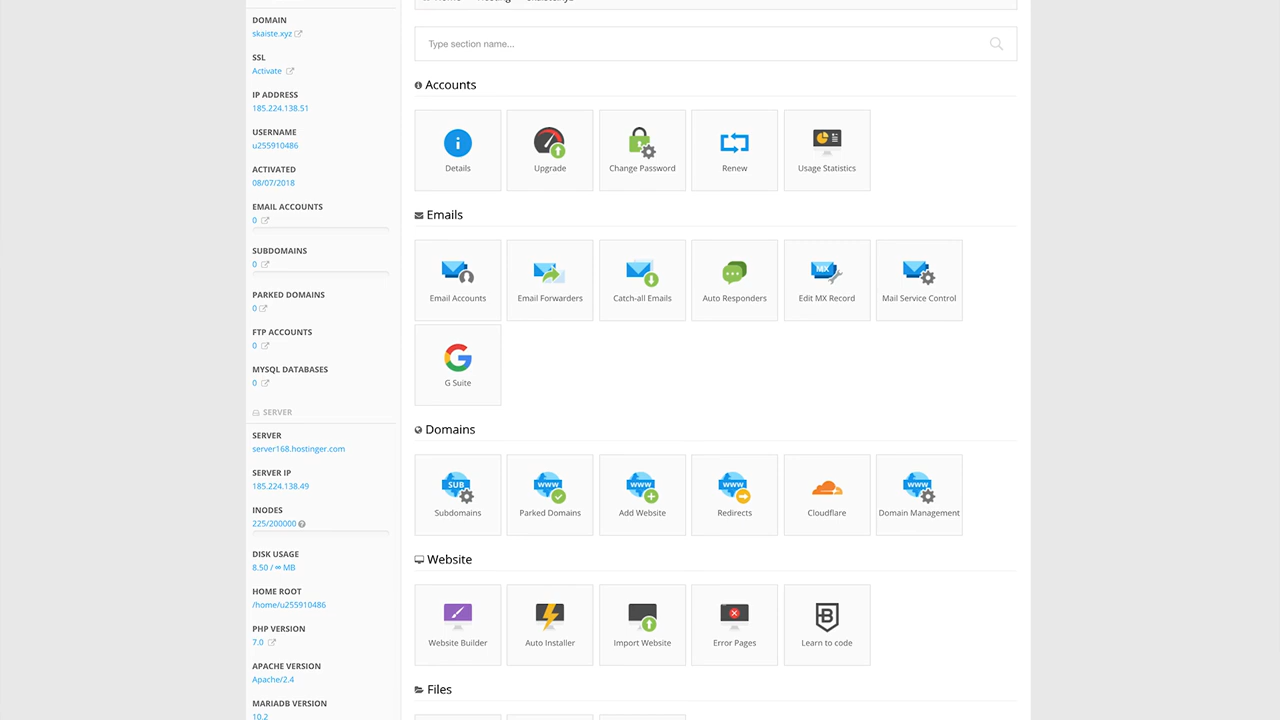 DOMAIN
skaiste.xyz
SSL
Activate
IP ADDRESS
185.224.138.51
USERNAME
u255910486
ACTIVATED
08/07/2018
EMAIL ACCOUNTS
0
SUBDOMAINS
0
PARKED DOMAINS
0
FTP ACCOUNTS
0
MYSQL DATABASES
0
SERVER
SERVER
server168.hostinger.com
SERVER IP
185.224.138.49
INODES
225/200000
DISK USAGE
8.50 / ∞ MB
HOME ROOT
/home/u255910486
PHP VERSION
7.0
APACHE VERSION
Apache/2.4
MARIADB VERSION
10.2
Type section name...
Accounts
Details
Upgrade
Change Password
Renew
Usage Statistics
Emails
Email Accounts
Email Forwarders
Catch-all Emails
Auto Responders
MX
Edit MX Record
Mail Service Control
G Suite
Domains
SUB
Subdomains
WWW
Parked Domains
WWW
Add Website
WWW
Redirects
Cloudflare
WWW
Domain Management
Website
Website Builder
Auto Installer
Import Website
Error Pages
B
Learn to code
Files